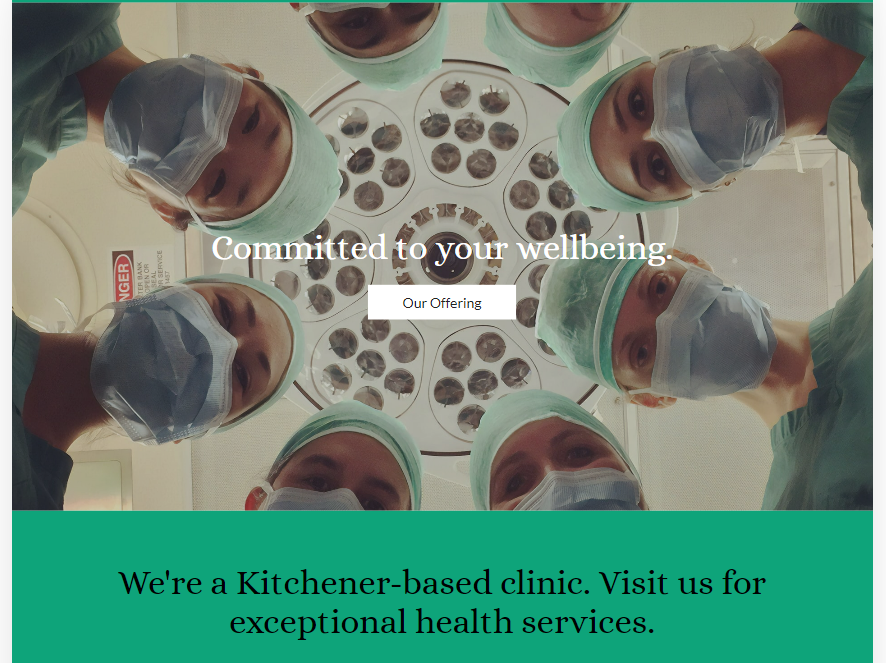 Committed to your wellbeing.
Our Offering
We're a Kitchener-based clinic. Visit us for
exceptional health services.